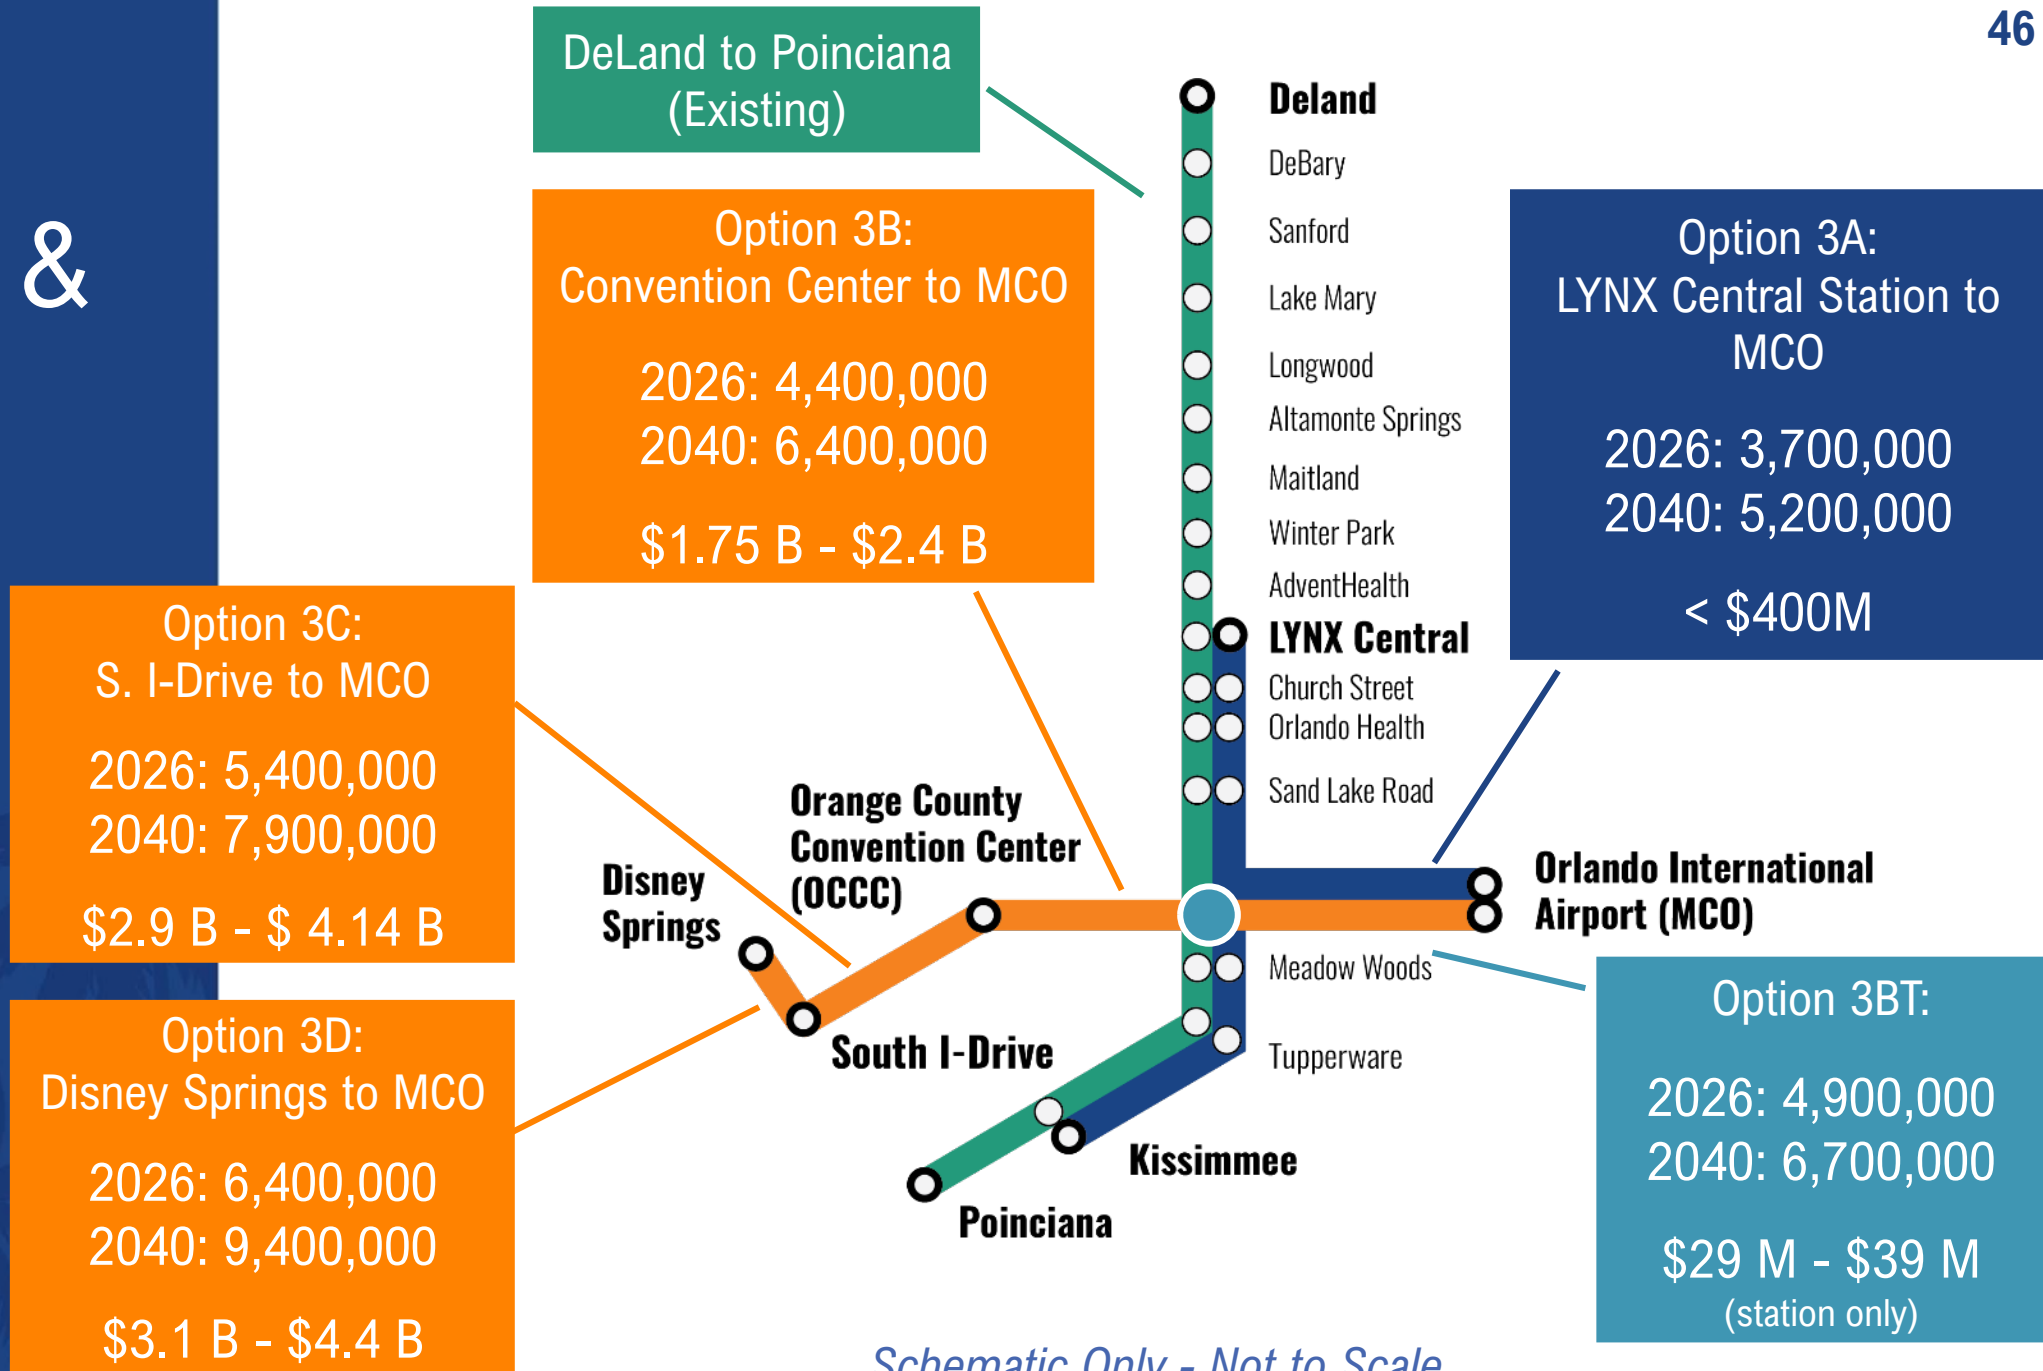 46
&
DeLand to Poinciana
(Existing)
Option 3B:
Convention Center to MCO
2026: 4,400,000
2040: 6,400,000
$1.75 B - $2.4 B
Option 3A:
LYNX Central Station to
MCO
2026: 3,700,000
2040: 5,200,000
< $400M
Option 3C:
S. I-Drive to MCO
2026: 5,400,000
2040: 7,900,000
$2.9 B - $ 4.14 B
Option 3D:
Disney Springs to MCO
2026: 6,400,000
2040: 9,400,000
$3.1 B - $4.4 B
Option 3BT:
2026: 4,900,000
2040: 6,700,000
$29 M - $39 M
(station only)
Deland
DeBary
Sanford
Lake Mary
Longwood
Altamonte Springs
Maitland
Winter Park
AdventHealth
LYNX Central
Church Street
Orlando Health
Sand Lake Road
Orlando International
Airport (MCO)
Meadow Woods
Tupperware
Orange County
Convention Center
(OCCC)
Disney
Springs
South I-Drive
Kissimmee
Poinciana
Schematic Only - Not to Scale